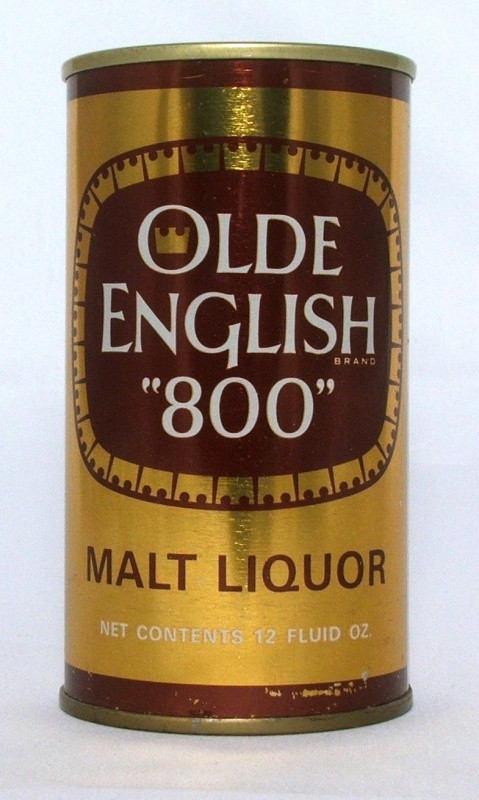 OLDE
ENGLISH
BRAND
“800”
MALT LIQUOR
NET CONTENTS 12 FLUID OZ.